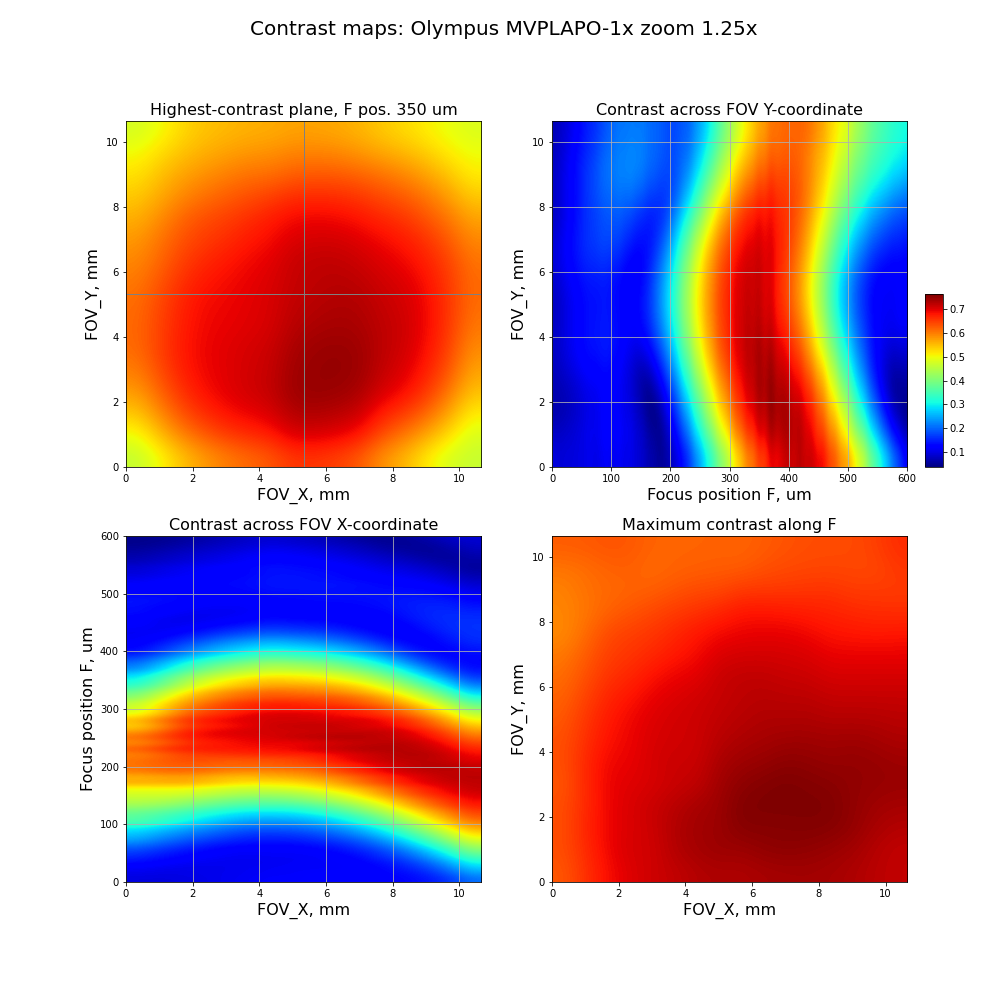 Contrast maps: Olympus MVPLAPO-1x zoom 1.25x
Highest-contrast plane, F pos. 350 um
10
8
6
4
2
0
FOV_Y, mm
0 2 4 6 8 10
FOV_X, mm
Contrast across FOV Y-coordinate
10
8
6
4
2
0
FOV_Y, mm
0 100 200 300 400 500 600
Focus position F, um
0.7
0.6
0.5
0.4
0.3
0.2
0.1
Contrast across FOV X-coordinate
600
500
400
300
200
100
0
Focus position F, um
0 2 4 6 8 10
FOV_X, mm
Maximum contrast along F
10
8
6
4
2
0
FOV_Y, mm
0 2 4 6 8 10
FOV_X, mm